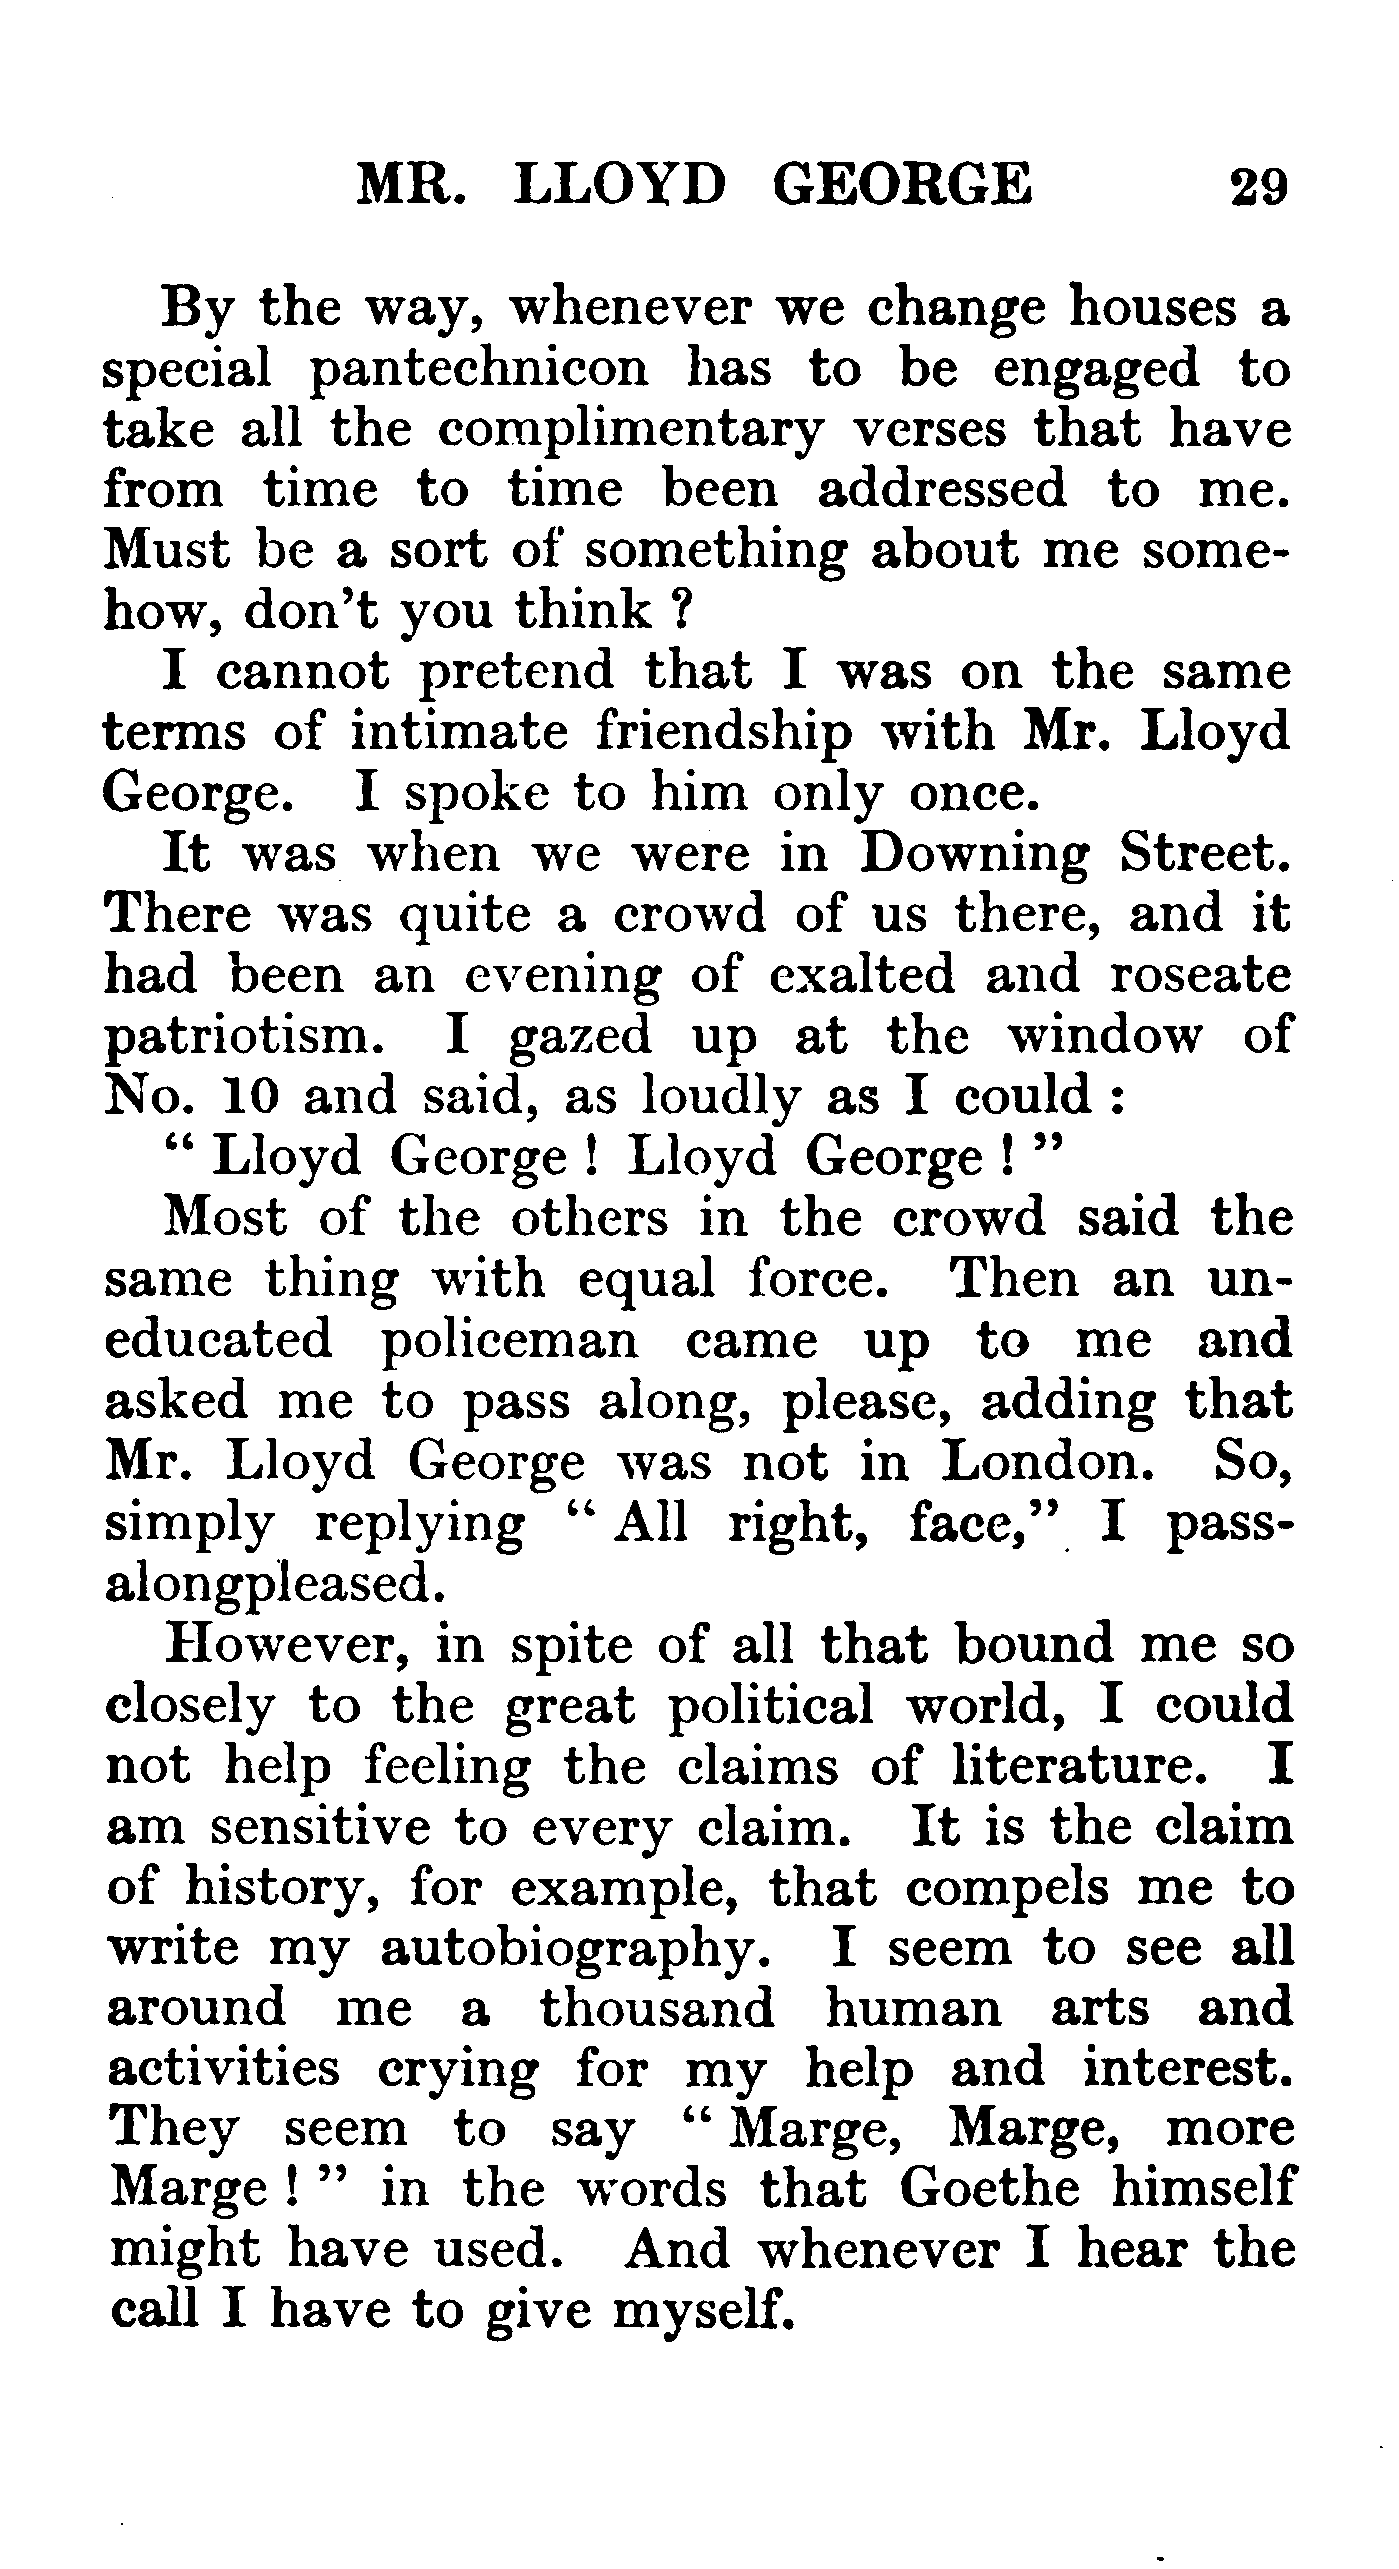 MR. LLOYD GEORGE 29
By the way, whenever we change houses a
special pantechnicon has to be engaged to
take all the complimentary verses that have
from time to time been addressed to me.
Must be a sort of something about me some-
how, don't you think ?
I cannot pretend that I was on the same
terms of intimate friendship with Mr. Lloyd
George. I spoke to him only once.
It was when we were in Downing Street.
There was quite a crowd of us there, and it
had been an evening of exalted and roseate
patriotism. I gazed up at the window of
No. 10 and said, as loudly as I could :
“ Lloyd George ! Lloyd George ! ”
Most of the others in the crowd said the
same thing with equal force. Then an un-
educated policeman came up to me and
asked me to pass along, please, adding that
Mr. Lloyd George was not in London. So,
simply replying “ All right, face,” I pass-
alongpleased.
However, in spite of all that bound me so
closely to the great political world, I could
not help feeling the claims of literature. I
am sensitive to every claim. It is the claim
of history, for example, that compels me to
write my autobiography. I seem to see all
around me a thousand human arts and
activities crying for my help and interest.
They seem to say “ Marge, Marge, more
Marge ! ” in the words that Goethe himself
might have used. And whenever I hear the
call I have to give myself.